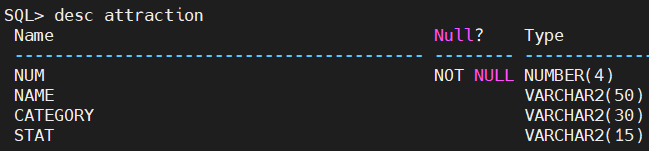 SQL> desc attraction
Name Null? Type
----------------------------------------- -------- ------------
NUM NOT NULL NUMBER(4)
NAME VARCHAR2(50)
CATEGORY VARCHAR2(30)
STAT VARCHAR2(15)